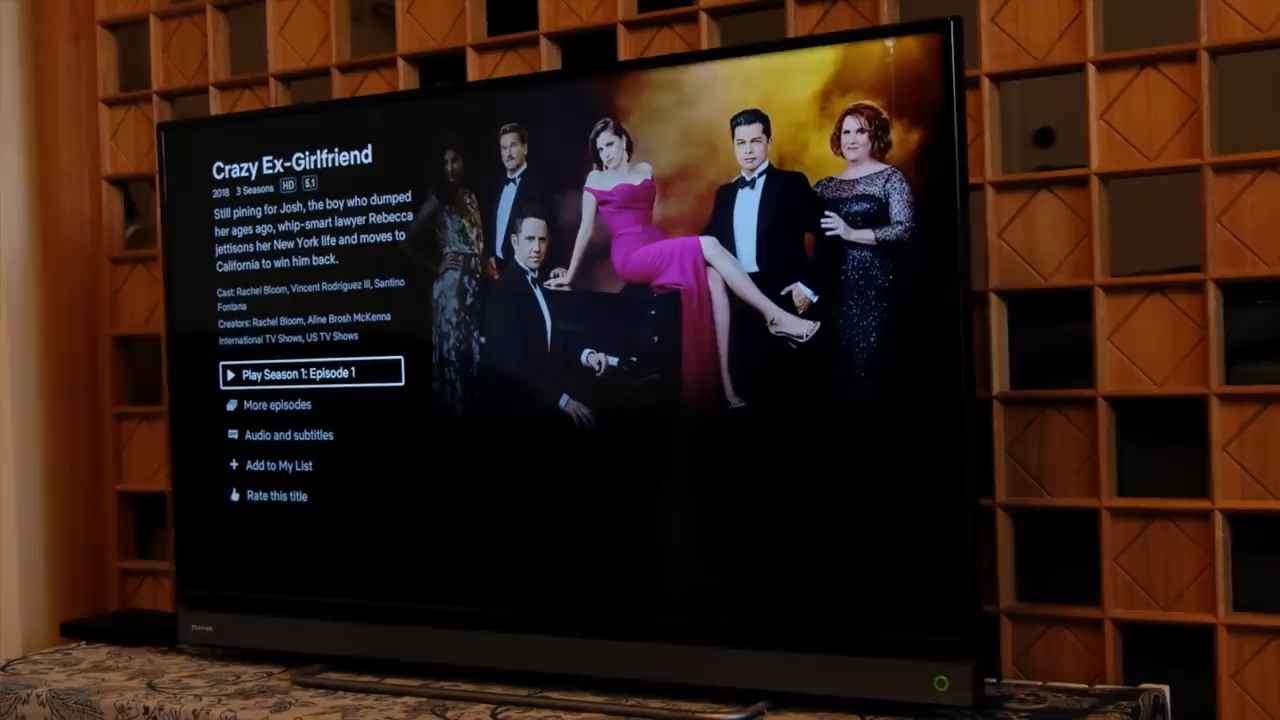 Crazy Ex-Girlfriend
2018 3 Seasons HD 5.1
Still pining for Josh, the boy who dumped
her ages ago, whip-smart lawyer Rebecca
jettisons her New York life and moves to
California to win him back.
Cast: Rachel Bloom, Vincent Rodriguez III, Santino
Fontana
Creators: Rachel Bloom, Aline Brosh McKenna
International TV Shows, US TV Shows
Play Season 1: Episode 1
More episodes
Audio and subtitles
Add to My List
Rate this title
TOSHIBA